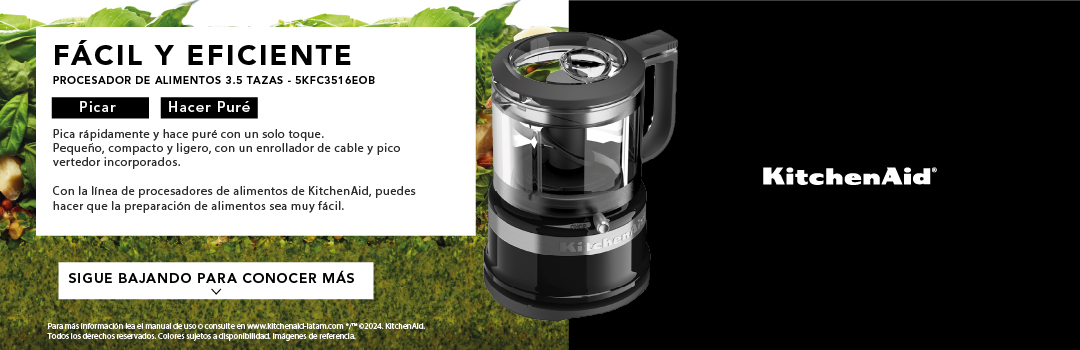 FÁCIL Y EFICIENTE
PROCESADOR DE ALIMENTOS 3.5 TAZAS - 5KFC3516EOB
Picar
Hacer Puré
Pica rápidamente y hace puré con un solo toque.
Pequeño, compacto y ligero, con un enrollador de cable y pico
vertedor incorporados.
Con la línea de procesadores de alimentos de KitchenAid, puedes
hacer que la preparación de alimentos sea muy fácil.
SIGUE BAJANDO PARA CONOCER MÁS
Para más información lea el manual de uso o consulte en www.kitchenaid-latam.com ®/™ ©2024. KitchenAid.
Todos los derechos reservados. Colores sujetos a disponibilidad. Imágenes de referencia.
KitchenAid
KitchenAid®